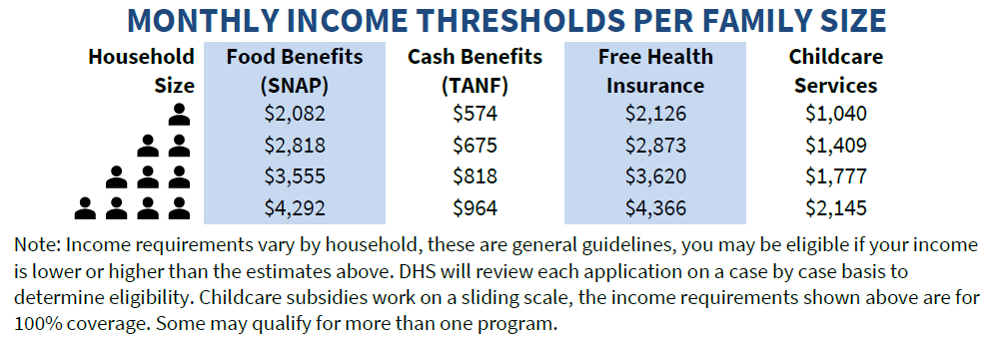 MONTHLY INCOME THRESHOLDS PER FAMILY SIZE
Household Food Benefits Cash Benefits Free Health Childcare
Size (SNAP) (TANF) Insurance Services
$2,082 $574 $2,126 $1,040
$2,818 $675 $2,873 $1,409
$3,555 $818 $3,620 $1,777
$4,292 $964 $4,366 $2,145
Note: Income requirements vary by household, these are general guidelines, you may be eligible if your income
is lower or higher than the estimates above. DHS will review each application on a case by case basis to
determine eligibility. Childcare subsidies work on a sliding scale, the income requirements shown above are for
100% coverage. Some may qualify for more than one program.